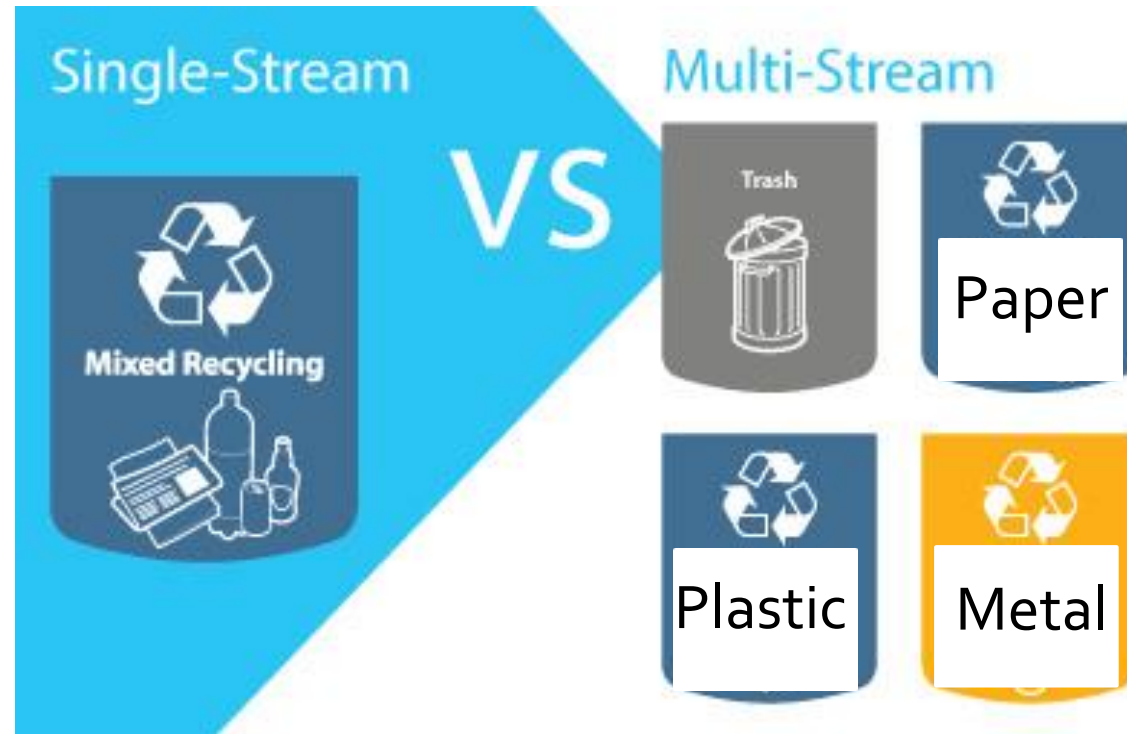 Single-Stream
VS
Multi-Stream
Mixed Recycling
Trash
Paper
Plastic
Metal